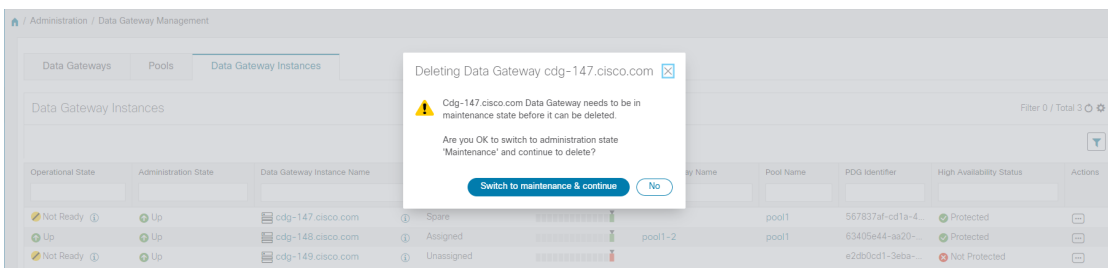 / Administration / Data Gateway Management
Data Gateways Pools Data Gateway Instances
Deleting Data Gateway cdg-147.cisco.com
Cdg-147.cisco.com Data Gateway needs to be in
maintenance state before it can be deleted.
Are you OK to switch to administration state
'Maintenance' and continue to delete?
Switch to maintenance & continue No
Data Gateway Instances
Filter 0 / Total 3
Operational State Administration State Data Gateway Instance Name ay Name Pool Name PDG Identifier High Availability Status Actions
Not Ready Up cdg-147.cisco.com Spare pool1 567837af-cd1a-4... Protected
Up Up cdg-148.cisco.com Assigned pool1-2 pool1 63405e44-aa20-... Protected
Not Ready Up cdg-149.cisco.com Unassigned e2db0cd1-3eba-... Not Protected